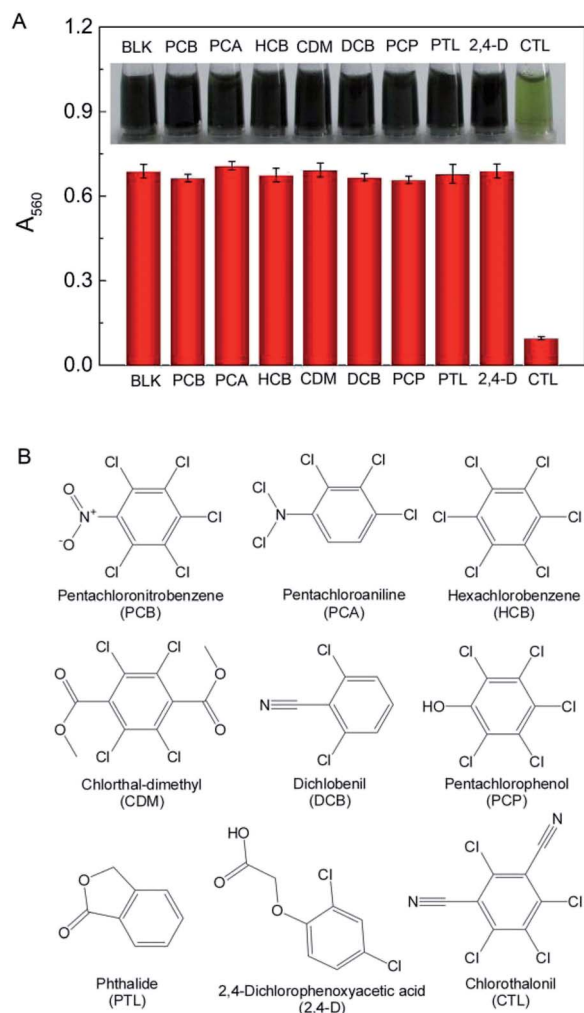 A
1.2
0.9
0.6
0.3
0.0
A560
BLK PCB PCA HCB CDM DCB PCP PTL 2,4-D CTL
BLK PCB PCA HCB CDM DCB PCP PTL 2,4-D CTL
B
O
N+
-O
Cl
Cl
Cl
Cl
Cl
Pentachloronitrobenzene
(PCB)
Cl
N
Cl
Cl
Cl
Cl
Pentachloroaniline
(PCA)
Cl
Cl
Cl
Cl
Cl
Cl
Hexachlorobenzene
(HCB)
O
O
Cl
Cl
Cl
Cl
O
O
Chlorthal-dimethyl
(CDM)
N
Cl
Cl
Dichlobenil
(DCB)
HO
Cl
Cl
Cl
Cl
Cl
Pentachlorophenol
(PCP)
O
O
Phthalide
(PTL)
HO
O
O
Cl
Cl
2,4-Dichlorophenoxyacetic acid
(2,4-D)
N
N
Cl
Cl
Cl
Cl
Chlorothalonil
(CTL)